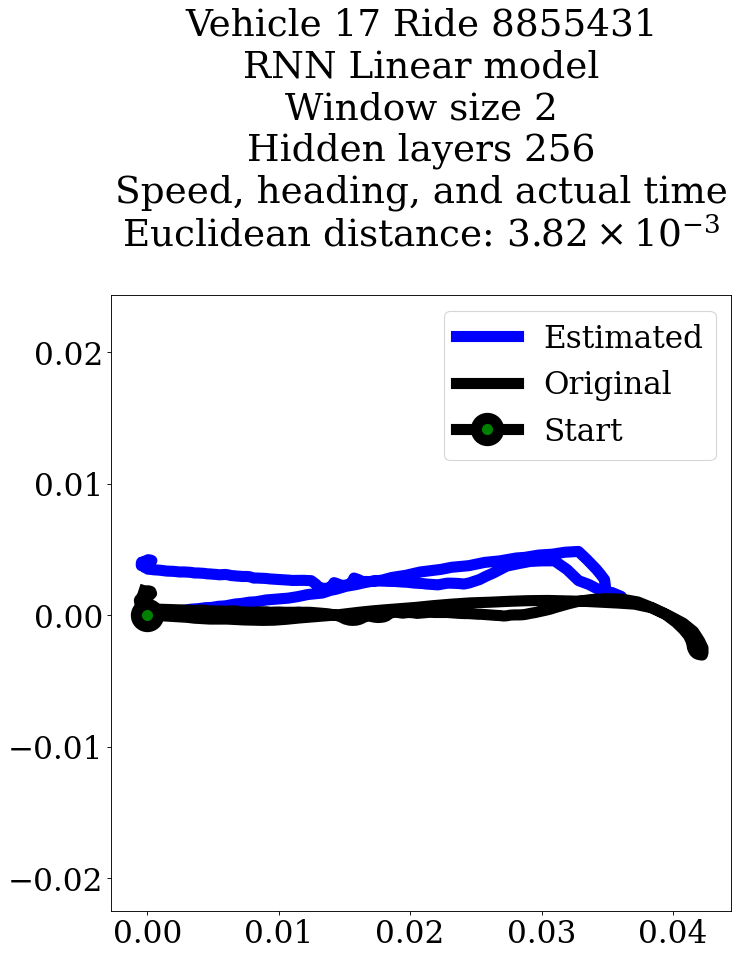 Vehicle 17 Ride 8855431
RNN Linear model
Window size 2
Hidden layers 256
Speed, heading, and actual time
Euclidean distance: 3.82 × 10⁻³
Estimated
Original
Start
0.02
0.01
0.00
−0.01
−0.02
0.00 0.01 0.02 0.03 0.04